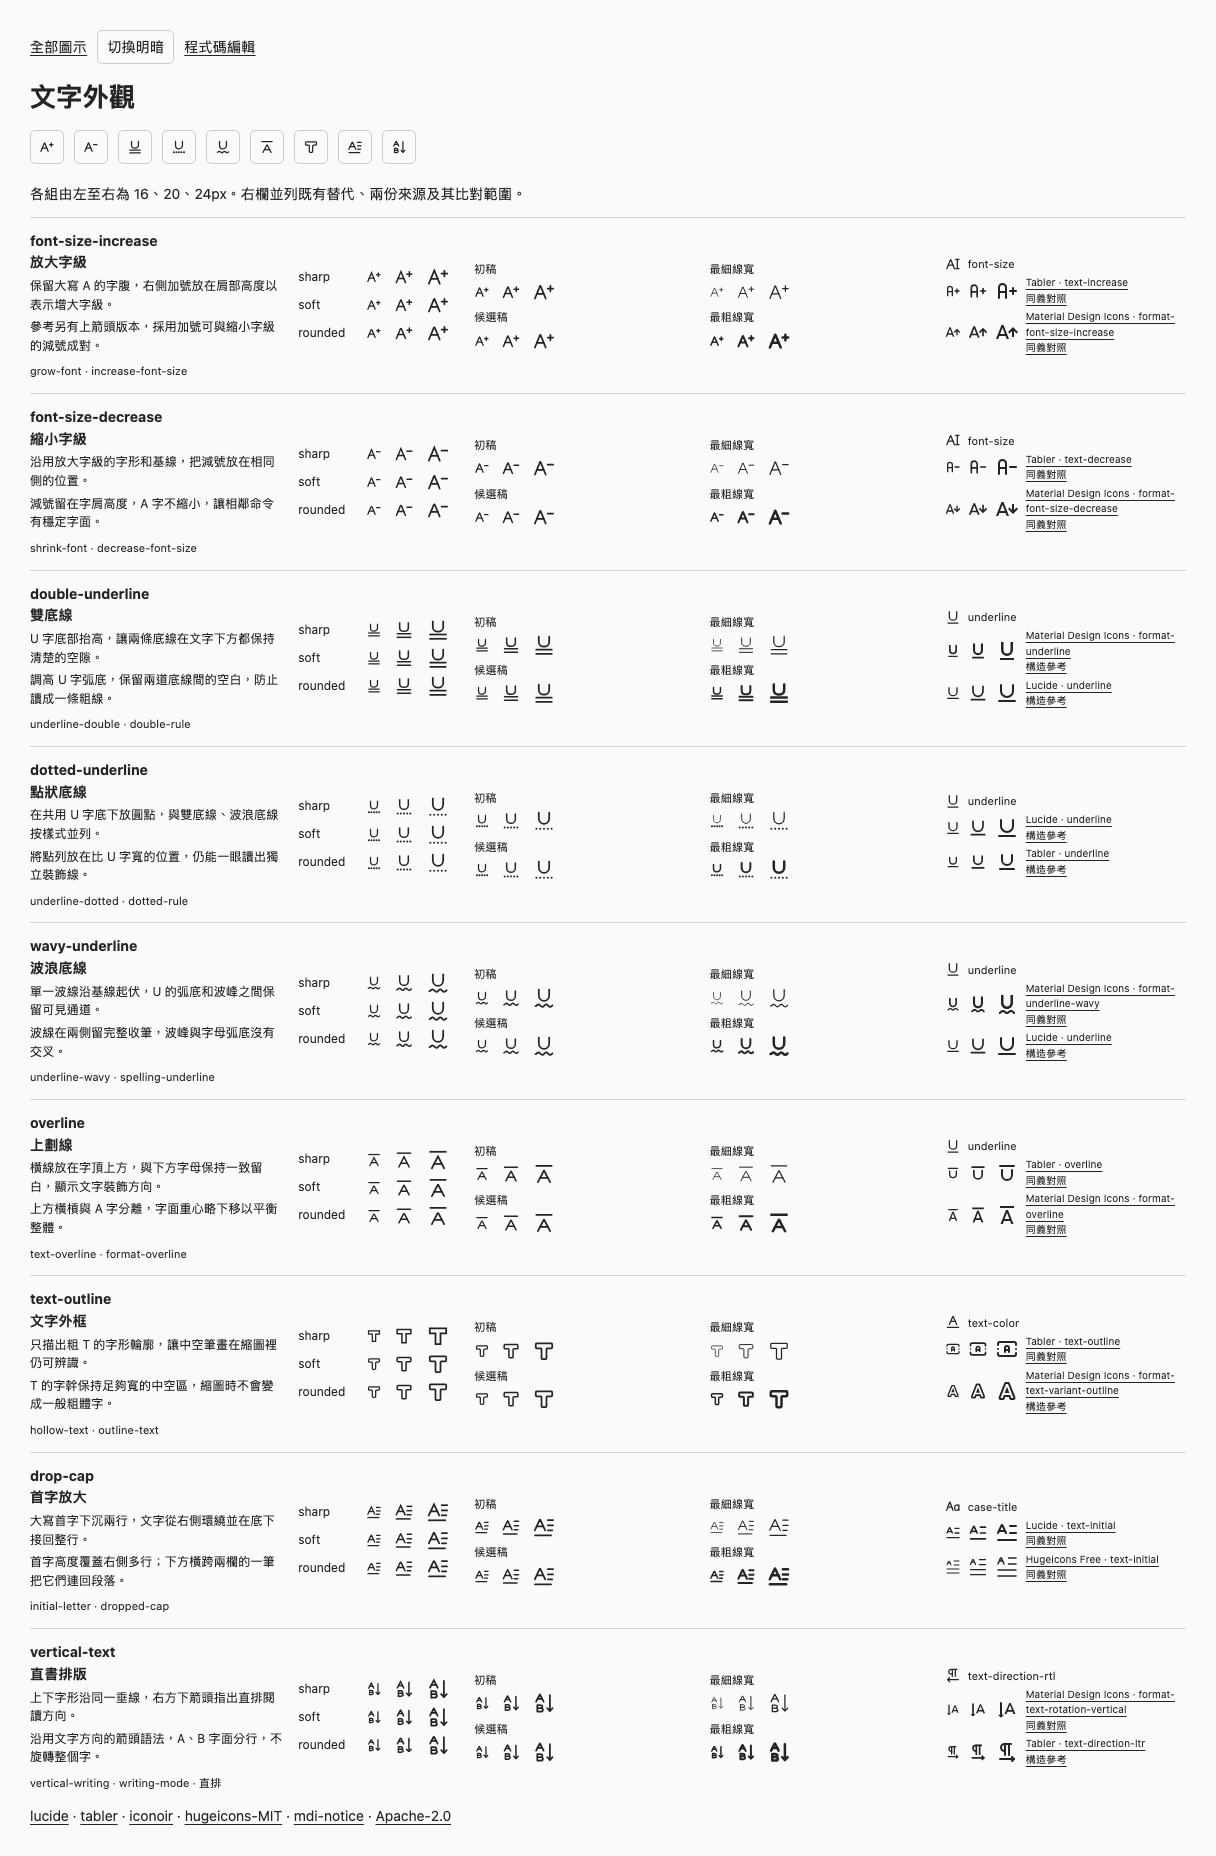 全部圖示 切換明暗 程式碼編輯
文字外觀
各組由左至右為 16、20、24px。右欄並列既有替代、兩份來源及其比對範圍。
font-size-increase
放大字級
保留大寫 A 的字腹，右側加號放在肩部高度以
表示增大字級。
參考另有上箭頭版本，採用加號可與縮小字級
的減號成對。
grow-font · increase-font-size
sharp
soft
rounded
初稿
候選稿
最細線寬
最粗線寬
font-size
Tabler · text-increase
同義對照
Material Design Icons · format-
font-size-increase
同義對照
font-size-decrease
縮小字級
沿用放大字級的字形和基線，把減號放在相同
側的位置。
減號留在字肩高度，A 字不縮小，讓相鄰命令
有穩定字面。
shrink-font · decrease-font-size
sharp
soft
rounded
初稿
候選稿
最細線寬
最粗線寬
font-size
Tabler · text-decrease
同義對照
Material Design Icons · format-
font-size-decrease
同義對照
double-underline
雙底線
U 字底部抬高，讓兩條底線在文字下方都保持
清楚的空隙。
調高 U 字弧底，保留兩道底線間的空白，防止
讀成一條粗線。
underline-double · double-rule
sharp
soft
rounded
初稿
候選稿
最細線寬
最粗線寬
underline
Material Design Icons · format-
underline
構造參考
Lucide · underline
構造參考
dotted-underline
點狀底線
在共用 U 字底下放圓點，與雙底線、波浪底線
按樣式並列。
將點列放在比 U 字寬的位置，仍能一眼讀出獨
立裝飾線。
underline-dotted · dotted-rule
sharp
soft
rounded
初稿
候選稿
最細線寬
最粗線寬
underline
Lucide · underline
構造參考
Tabler · underline
構造參考
wavy-underline
波浪底線
單一波線沿基線起伏，U 的弧底和波峰之間保
留可見通道。
波線在兩側留完整收筆，波峰與字母弧底沒有
交叉。
underline-wavy · spelling-underline
sharp
soft
rounded
初稿
候選稿
最細線寬
最粗線寬
underline
Material Design Icons · format-
underline-wavy
同義對照
Lucide · underline
構造參考
overline
上劃線
橫線放在字頂上方，與下方字母保持一致留
白，顯示文字裝飾方向。
上方橫槓與 A 字分離，字面重心略下移以平衡
整體。
text-overline · format-overline
sharp
soft
rounded
初稿
候選稿
最細線寬
最粗線寬
underline
Tabler · overline
同義對照
Material Design Icons · format-
overline
同義對照
text-outline
文字外框
只描出粗 T 的字形輪廓，讓中空筆畫在縮圖裡
仍可辨識。
T 的字幹保持足夠寬的中空區，縮圖時不會變
成一般粗體字。
hollow-text · outline-text
sharp
soft
rounded
初稿
候選稿
最細線寬
最粗線寬
text-color
Tabler · text-outline
同義對照
Material Design Icons · format-
text-variant-outline
構造參考
drop-cap
首字放大
大寫首字下沉兩行，文字從右側環繞並在底下
接回整行。
首字高度覆蓋右側多行；下方橫跨兩欄的一筆
把它們連回段落。
initial-letter · dropped-cap
sharp
soft
rounded
初稿
候選稿
最細線寬
最粗線寬
case-title
Lucide · text-initial
同義對照
Hugeicons Free · text-initial
同義對照
vertical-text
直書排版
上下字形沿同一垂線，右方下箭頭指出直排閱
讀方向。
沿用文字方向的箭頭語法，A、B 字面分行，不
旋轉整個字。
vertical-writing · writing-mode · 直排
sharp
soft
rounded
初稿
候選稿
最細線寬
最粗線寬
text-direction-rtl
Material Design Icons · format-
text-rotation-vertical
同義對照
Tabler · text-direction-ltr
構造參考
lucide · tabler · iconoir · hugeicons-MIT · mdi-notice · Apache-2.0